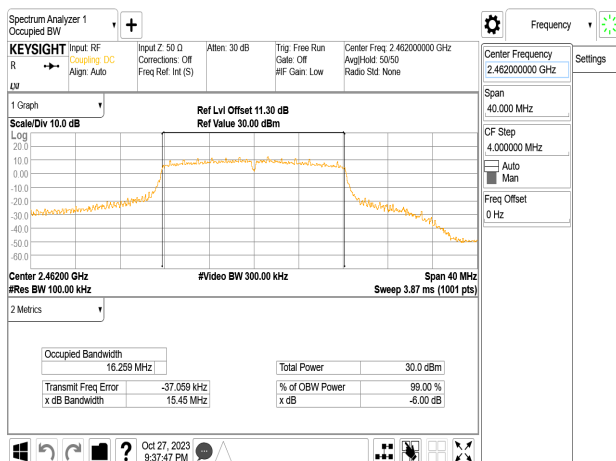 Spectrum Analyzer 1
Occupied BW
Frequency
KEYSIGHT
R
Input: RF
Coupling: DC
Align: Auto
Input Z: 50 Ω
Corrections: Off
Freq Ref: Int (S)
Atten: 30 dB
Trig: Free Run
Gate: Off
#IF Gain: Low
Center Freq: 2.462000000 GHz
Avg|Hold: 50/50
Radio Std: None
Center Frequency
2.462000000 GHz
Settings
Span
40.000 MHz
CF Step
4.000000 MHz
Auto
Man
Freq Offset
0 Hz
1 Graph
Scale/Div 10.0 dB
Ref Lvl Offset 11.30 dB
Ref Value 30.00 dBm
Log
20.0
10.0
0.00
-10.0
-20.0
-30.0
-40.0
-50.0
-60.0
Center 2.46200 GHz
#Video BW 300.00 kHz
Span 40 MHz
#Res BW 100.00 kHz
Sweep 3.87 ms (1001 pts)
2 Metrics
Occupied Bandwidth
16.259 MHz
Total Power 30.0 dBm
Transmit Freq Error -37.059 kHz
% of OBW Power 99.00 %
x dB Bandwidth 15.45 MHz
x dB -6.00 dB
?
Oct 27, 2023
9:37:47 PM